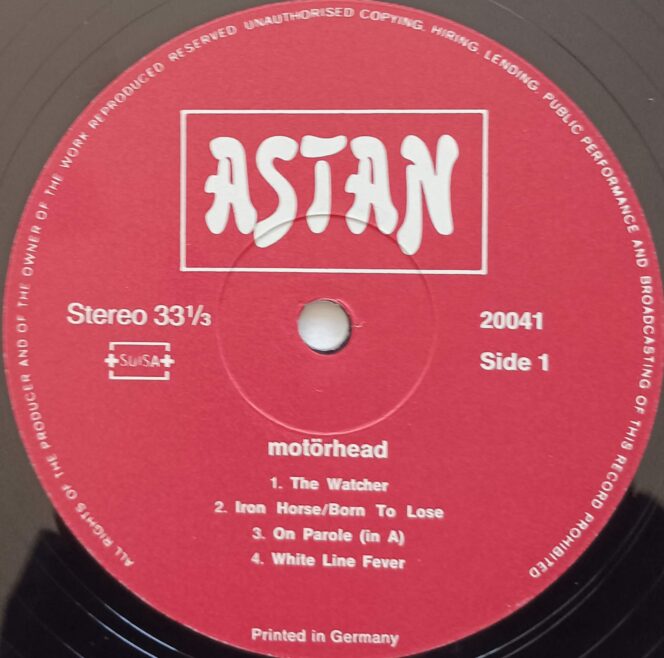 ALL RIGHTS OF THE PRODUCER AND OF THE OWNER OF THE WORK REPRODUCED RESERVED UNAUTHORISED COPYING, HIRING, LENDING, PUBLIC PERFORMANCE AND BROADCASTING OF THIS RECORD PROHIBITED
ASTAN
Stereo 33⅓
20041
SUISA
Side 1
motörhead
1. The Watcher
2. Iron Horse/Born To Lose
3. On Parole (in A)
4. White Line Fever
Printed in Germany